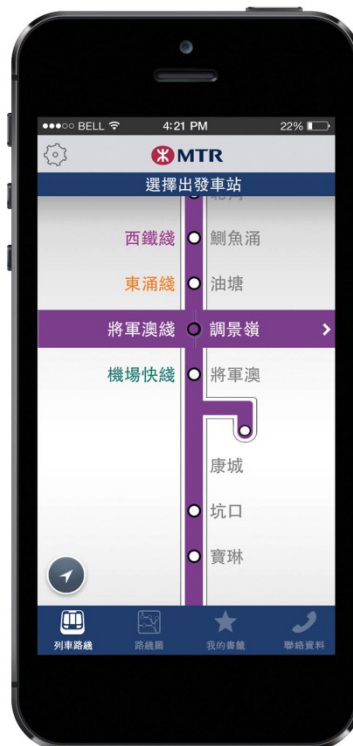 BELL 4:21 PM 22%
MTR
選擇出發車站
西鐵綫 鰂魚涌
東涌綫 油塘
將軍澳綫 調景嶺
機場快綫 將軍澳
康城
坑口
寶琳
列車路綫 路綫圖 我的書籤 聯絡資料